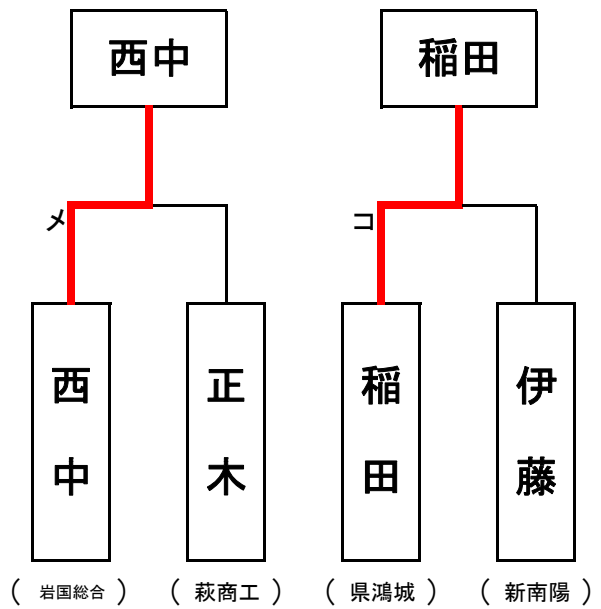 西中 稲田
メ コ
西中 正木 稲田 伊藤
(岩国総合) (萩商工) (県鴻城) (新南陽)